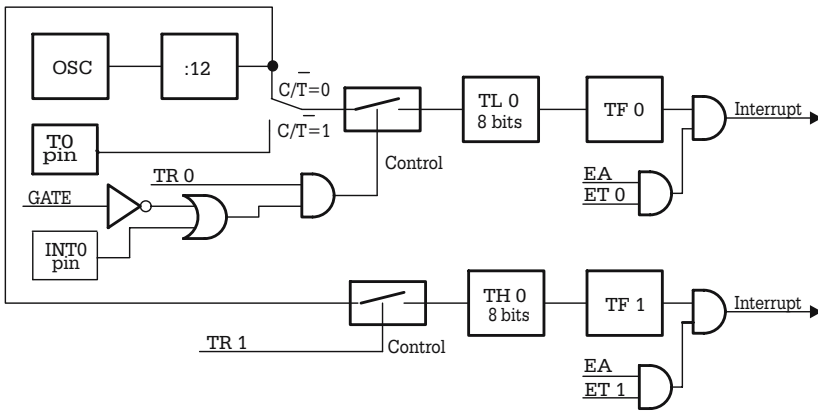 OSC
:12
C/T̅=0
C/T̅=1
T0
pin
TR 0
GATE
INT0
pin
Control
TL 0
8 bits
TF 0
Interrupt
EA
ET 0
TR 1
Control
TH 0
8 bits
TF 1
Interrupt
EA
ET 1